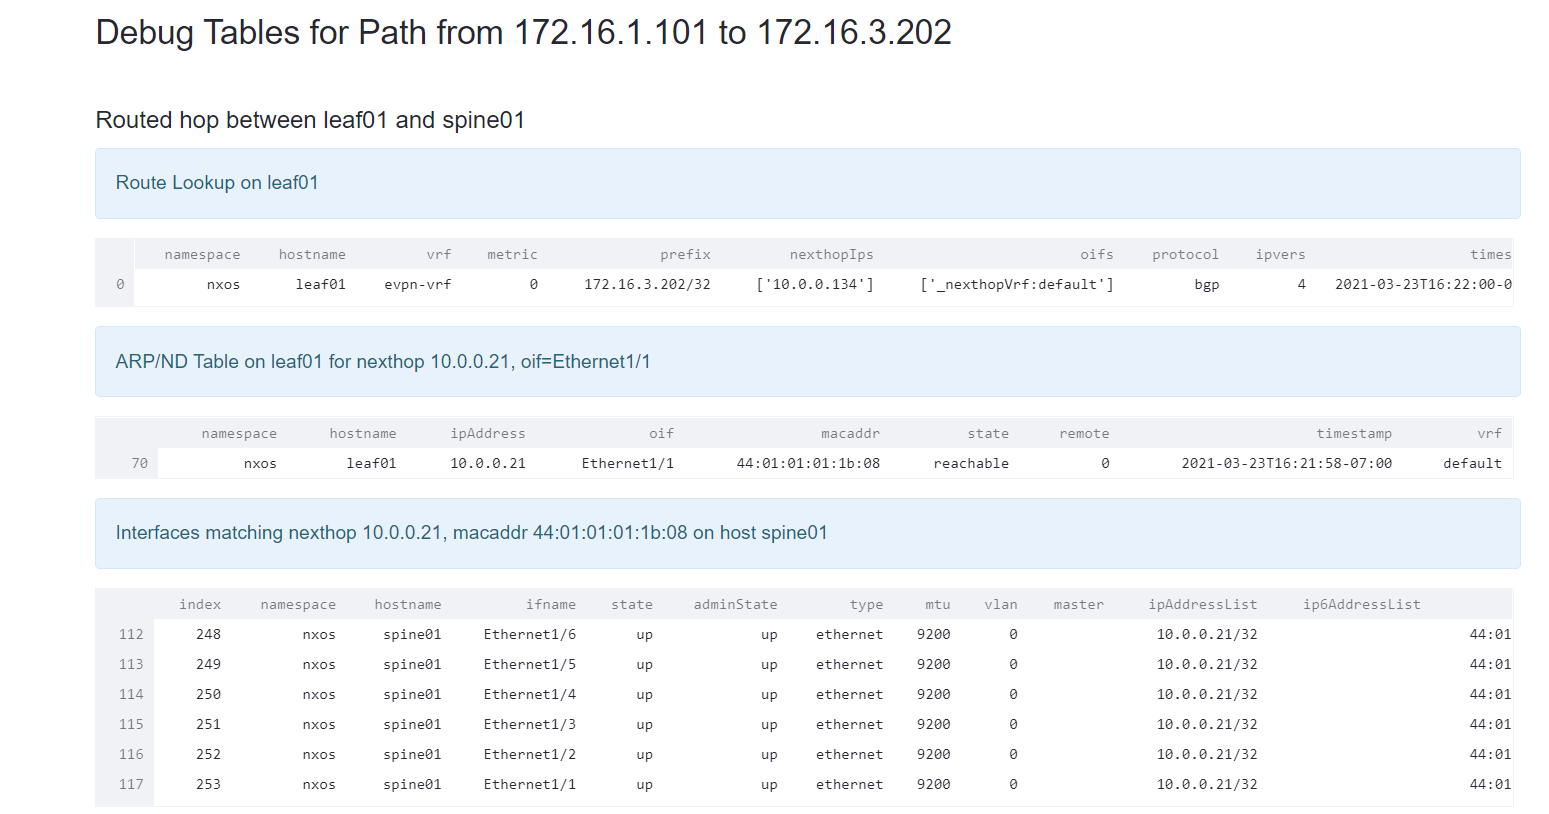 Debug Tables for Path from 172.16.1.101 to 172.16.3.202
Routed hop between leaf01 and spine01
Route Lookup on leaf01
namespace hostname vrf metric prefix nexthopIps oifs protocol ipvers times
0 nxos leaf01 evpn-vrf 0 172.16.3.202/32 ['10.0.0.134'] ['_nexthopVrf:default'] bgp 4 2021-03-23T16:22:00-0
ARP/ND Table on leaf01 for nexthop 10.0.0.21, oif=Ethernet1/1
namespace hostname ipAddress oif macaddr state remote timestamp vrf
70 nxos leaf01 10.0.0.21 Ethernet1/1 44:01:01:01:1b:08 reachable 0 2021-03-23T16:21:58-07:00 default
Interfaces matching nexthop 10.0.0.21, macaddr 44:01:01:01:1b:08 on host spine01
index namespace hostname ifname state adminState type mtu vlan master ipAddressList ip6AddressList
112 248 nxos spine01 Ethernet1/6 up up ethernet 9200 0 10.0.0.21/32 44:01
113 249 nxos spine01 Ethernet1/5 up up ethernet 9200 0 10.0.0.21/32 44:01
114 250 nxos spine01 Ethernet1/4 up up ethernet 9200 0 10.0.0.21/32 44:01
115 251 nxos spine01 Ethernet1/3 up up ethernet 9200 0 10.0.0.21/32 44:01
116 252 nxos spine01 Ethernet1/2 up up ethernet 9200 0 10.0.0.21/32 44:01
117 253 nxos spine01 Ethernet1/1 up up ethernet 9200 0 10.0.0.21/32 44:01